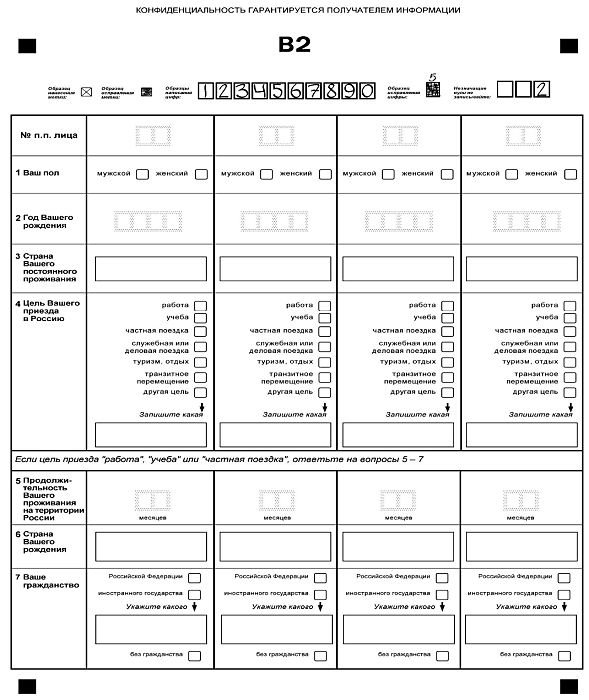 КОНФИДЕНЦИАЛЬНОСТЬ ГАРАНТИРУЕТСЯ ПОЛУЧАТЕЛЕМ ИНФОРМАЦИИ
В2
5
Образец нанесения метки: Образец исправления метки: Образцы написания цифр: 1 2 3 4 5 6 7 8 9 0 Образец исправления цифры: Незначащие нули не записывайте: 2
№ п.п. лица
1 Ваш пол мужской женский мужской женский мужской женский мужской женский
2 Год Вашего
рождения
3 Страна
Вашего
постоянного
проживания
4 Цель Вашего
приезда
в Россию
работа работа работа работа
учеба учеба учеба учеба
частная поездка частная поездка частная поездка частная поездка
служебная или служебная или служебная или служебная или
деловая поездка деловая поездка деловая поездка деловая поездка
туризм, отдых туризм, отдых туризм, отдых туризм, отдых
транзитное транзитное транзитное транзитное
перемещение перемещение перемещение перемещение
другая цель другая цель другая цель другая цель
Запишите какая Запишите какая Запишите какая Запишите какая
Если цель приезда "работа", "учеба" или "частная поездка", ответьте на вопросы 5 – 7
5 Продолжи-
тельность
Вашего
проживания
на территории
России
месяцев месяцев месяцев месяцев
6 Страна
Вашего
рождения
7 Ваше
гражданство
Российской Федерации Российской Федерации Российской Федерации Российской Федерации
иностранного государства иностранного государства иностранного государства иностранного государства
Укажите какого Укажите какого Укажите какого Укажите какого
без гражданства без гражданства без гражданства без гражданства